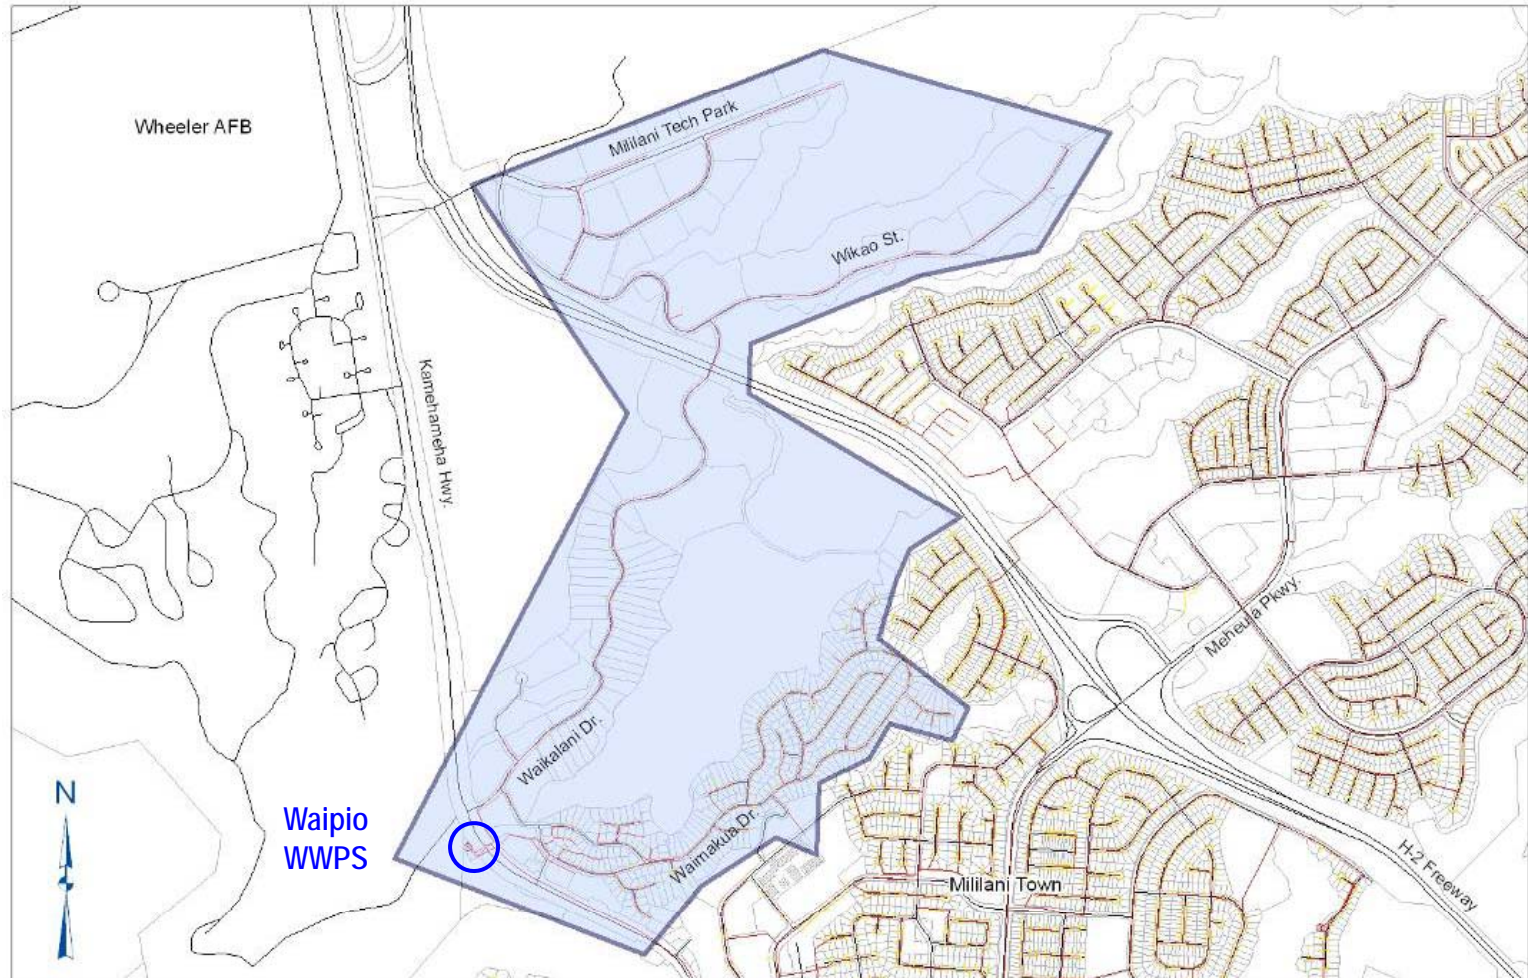 Wheeler AFB
Mililani Tech Park
Wikao St.
Kamehameha Hwy.
Meheula Pkwy.
Waikalani Dr.
N
Waipio
WWPS
Waimakua Dr.
Mililani Town
H-2 Freeway